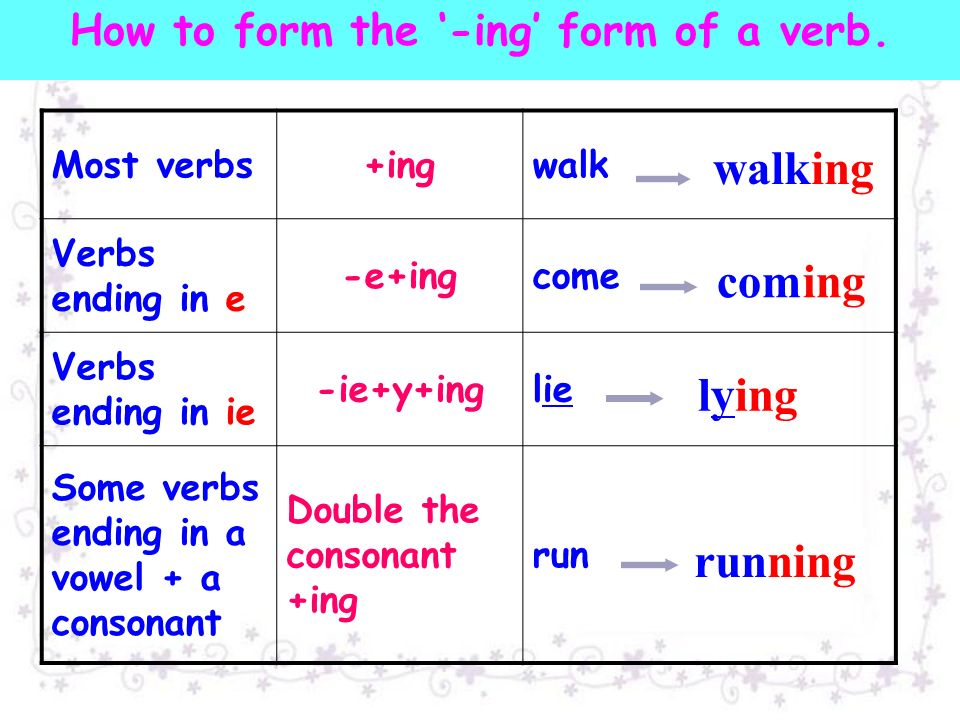 How to form the ‘-ing’ form of a verb.
Most verbs +ing walk walking
Verbs
ending in e
-e+ing come coming
Verbs
ending in ie
-ie+y+ing lie lying
Some verbs
ending in a
vowel + a
consonant
Double the
consonant
+ing
run running